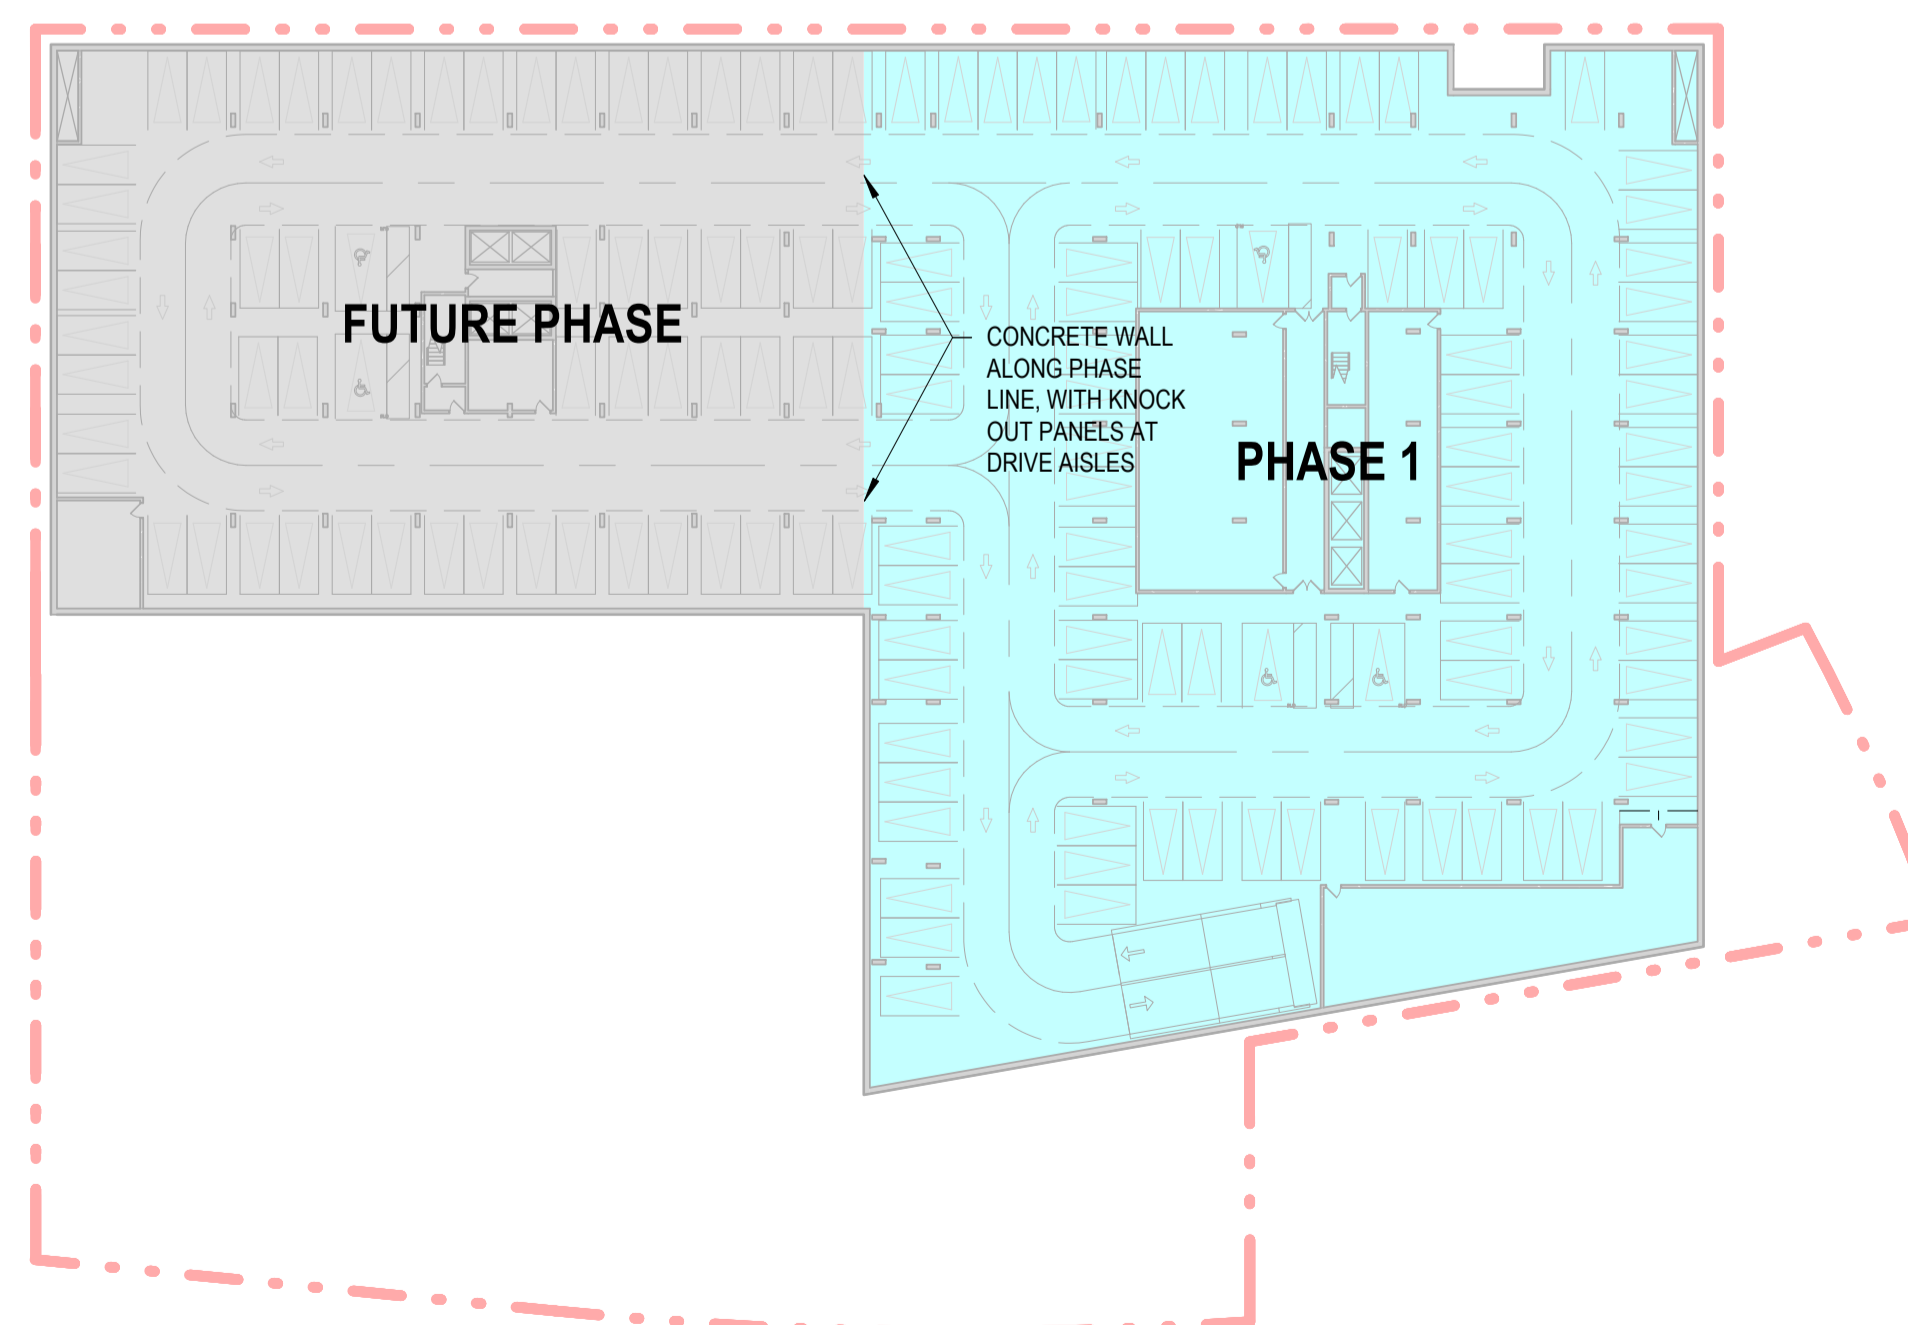 FUTURE PHASE
CONCRETE WALL
ALONG PHASE
LINE, WITH KNOCK
OUT PANELS AT
DRIVE AISLES
PHASE 1